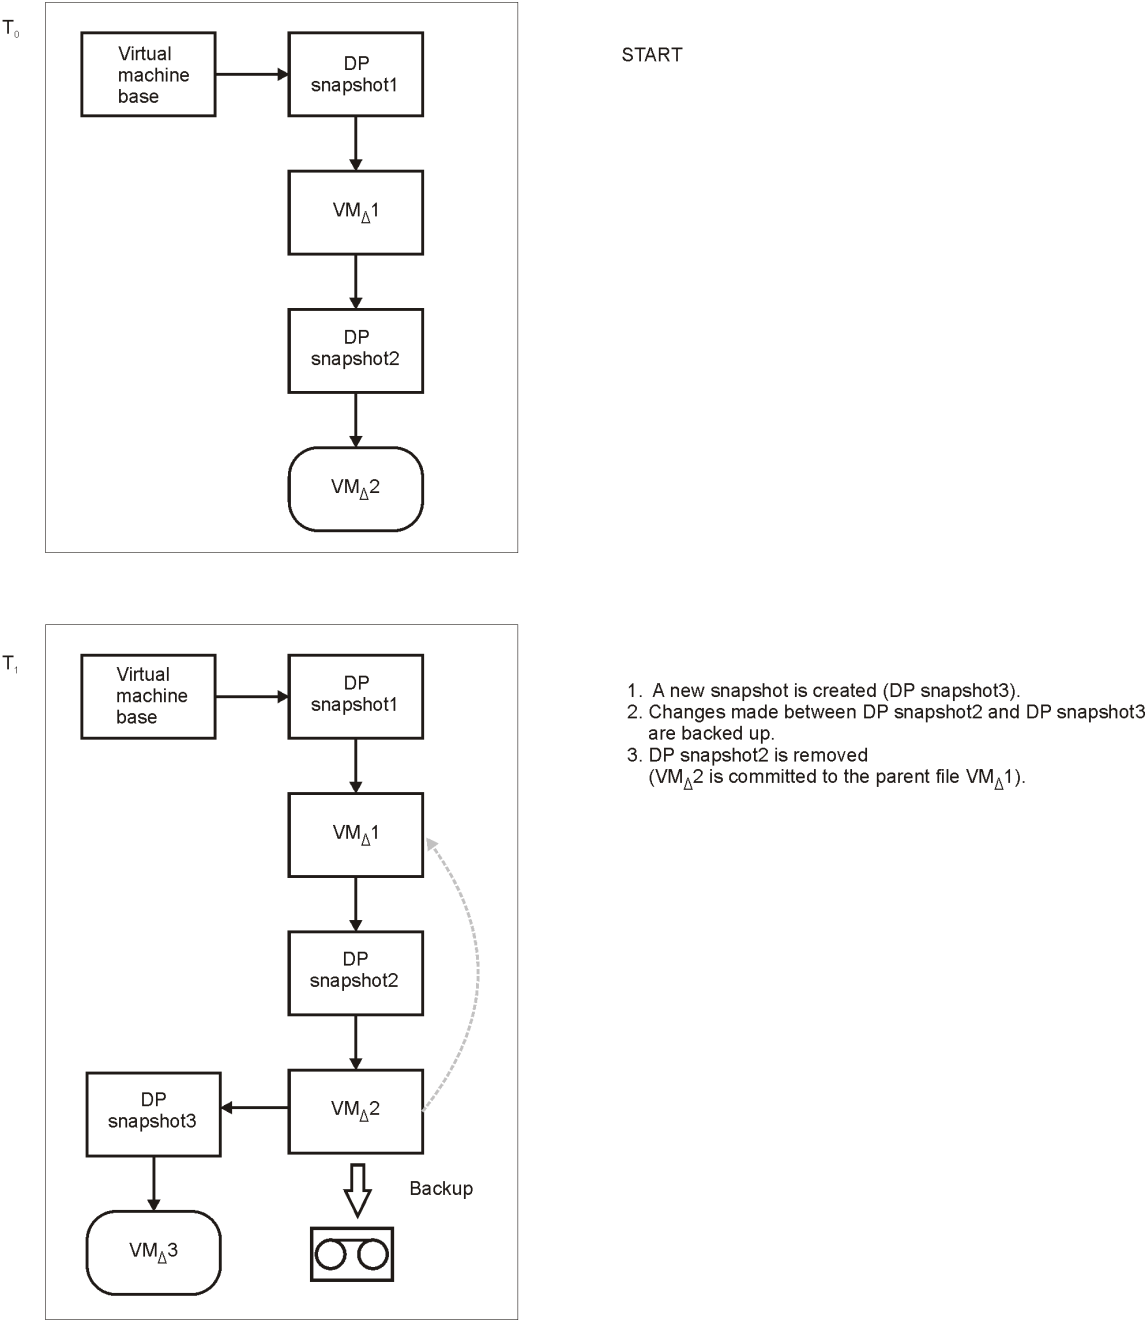 T0
START
Virtual
machine
base
DP
snapshot1
VMΔ1
DP
snapshot2
VMΔ2
T1
Virtual
machine
base
DP
snapshot1
1. A new snapshot is created (DP snapshot3).
2. Changes made between DP snapshot2 and DP snapshot3
are backed up.
3. DP snapshot2 is removed
(VMΔ2 is committed to the parent file VMΔ1).
VMΔ1
DP
snapshot2
DP
snapshot3
VMΔ2
Backup
VMΔ3